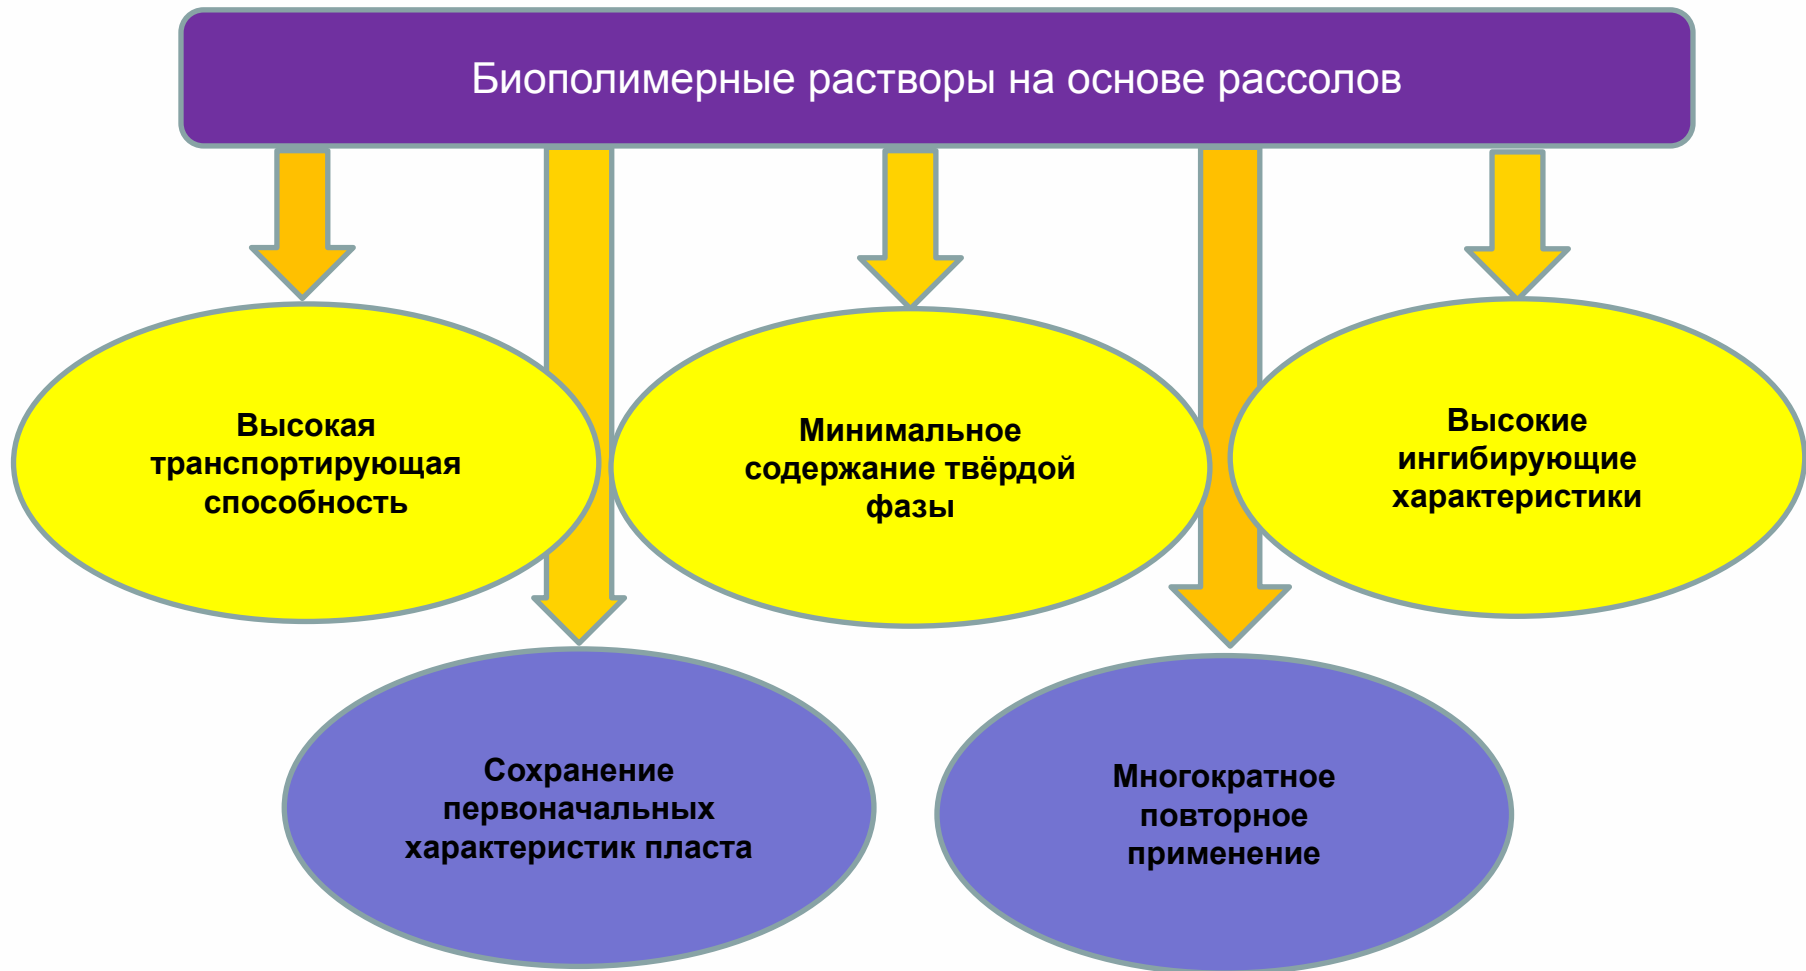 Биополимерные растворы на основе рассолов
Высокая
транспортирующая
способность
Минимальное
содержание твёрдой
фазы
Высокие
ингибирующие
характеристики
Сохранение
первоначальных
характеристик пласта
Многократное
повторное
применение